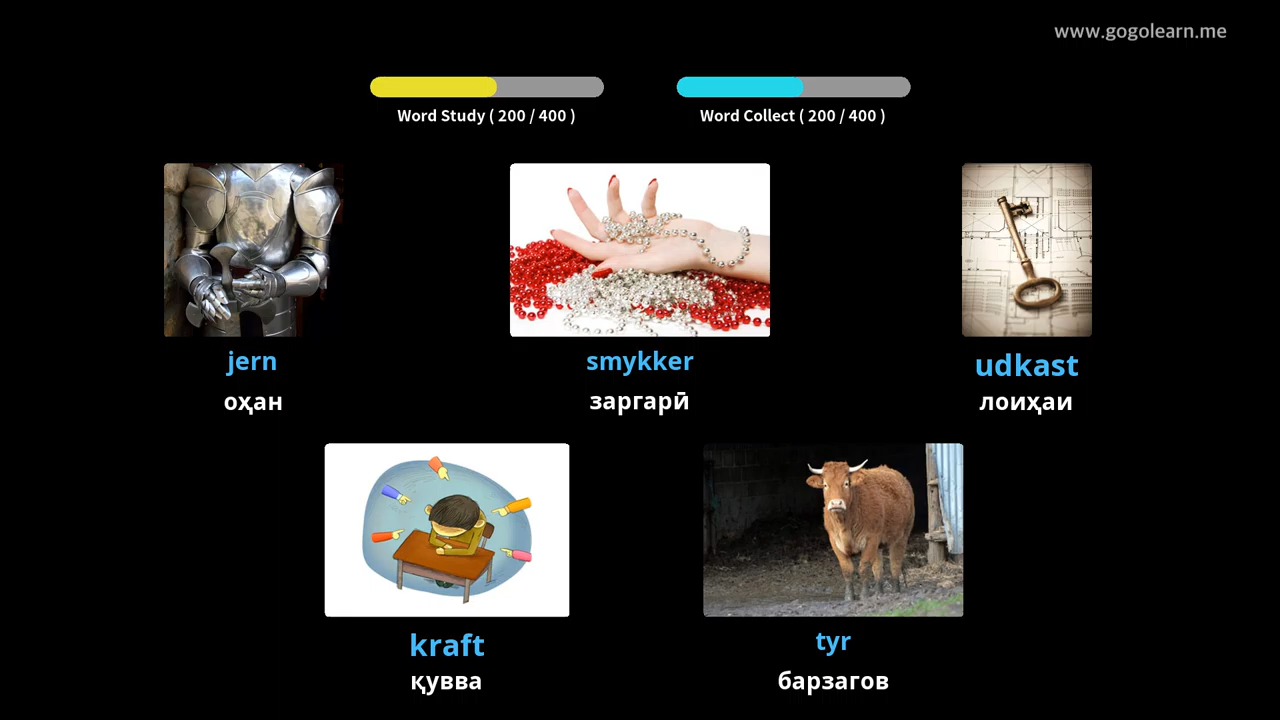 www.gogolearn.me
Word Study ( 200 / 400 )
Word Collect ( 200 / 400 )
jern
smykker
udkast
оҳан
заргарӣ
лоиҳаи
kraft
tyr
қувва
барзагов